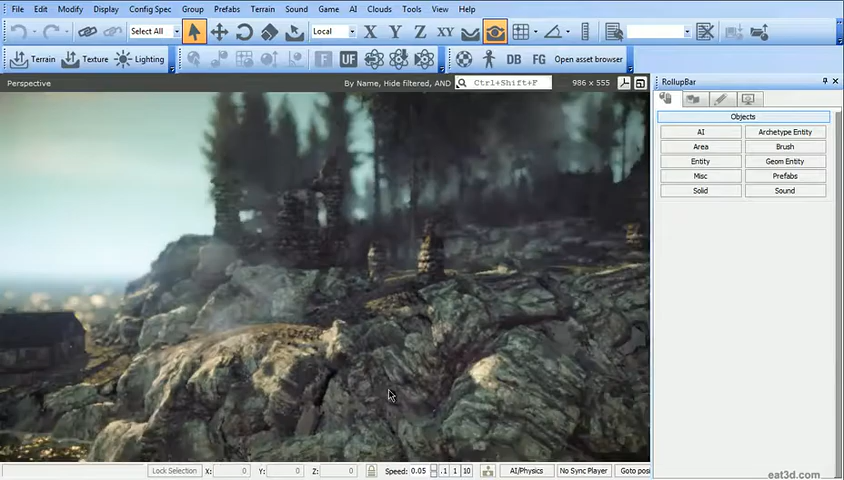 File Edit Modify Display Config Spec Group Prefabs Terrain Sound Game AI Clouds Tools View Help
Select All Local X Y Z XY
Terrain Texture Lighting F UF DB FG Open asset browser
Perspective By Name, Hide filtered, AND Ctrl+Shift+F 986 x 555
RollupBar
Objects
AI Archetype Entity
Area Brush
Entity Geom Entity
Misc Prefabs
Solid Sound
Lock Selection X: 0 Y: 0 Z: 0 Speed: 0.05 .1 1 10 AI/Physics No Sync Player Goto posi
eat3d.com